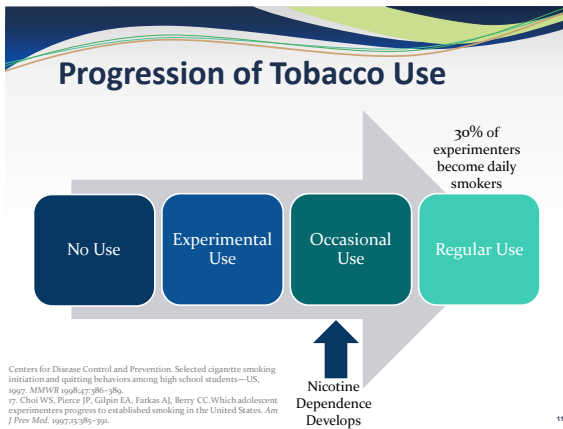 Progression of Tobacco Use
30% of
experimenters
become daily
smokers
No Use
Experimental
Use
Occasional
Use
Regular Use
Nicotine
Dependence
Develops
Centers for Disease Control and Prevention. Selected cigarette smoking
initiation and quitting behaviors among high school students—US,
1997. MMWR 1998;47:386–389.
17. Choi WS, Pierce JP, Gilpin EA, Farkas AJ, Berry CC.Which adolescent
experimenters progress to established smoking in the United States. Am
J Prev Med. 1997;13:385–391.
11